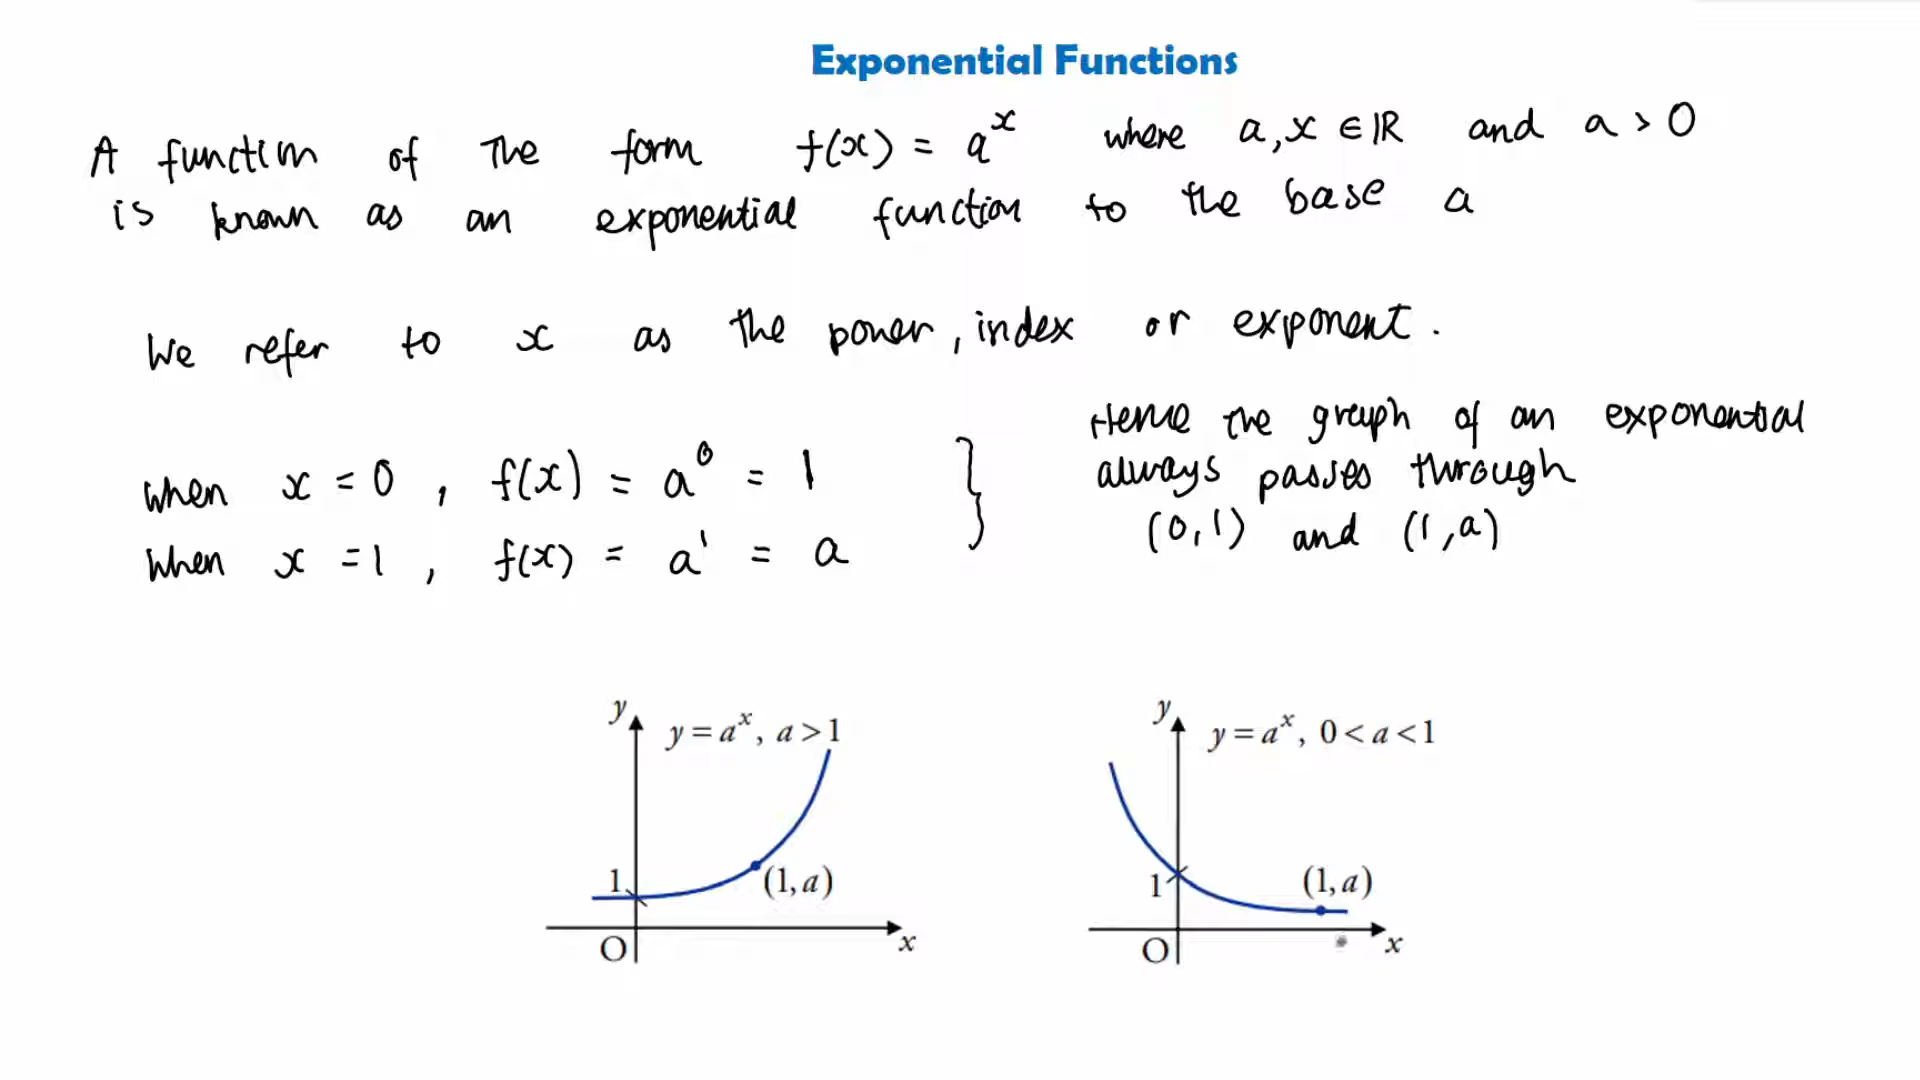 Exponential Functions
A function of the form f(x) = a^x where a, x ∈ ℝ and a > 0
is known as an exponential function to the base a
We refer to x as the power, index or exponent.
when x = 0, f(x) = a^0 = 1
When x = 1, f(x) = a^1 = a
Hence the graph of an exponential
always passes through
(0,1) and (1,a)
y
y = a^x, a > 1
1
(1, a)
O
x
y
y = a^x, 0 < a < 1
1
(1, a)
O
x